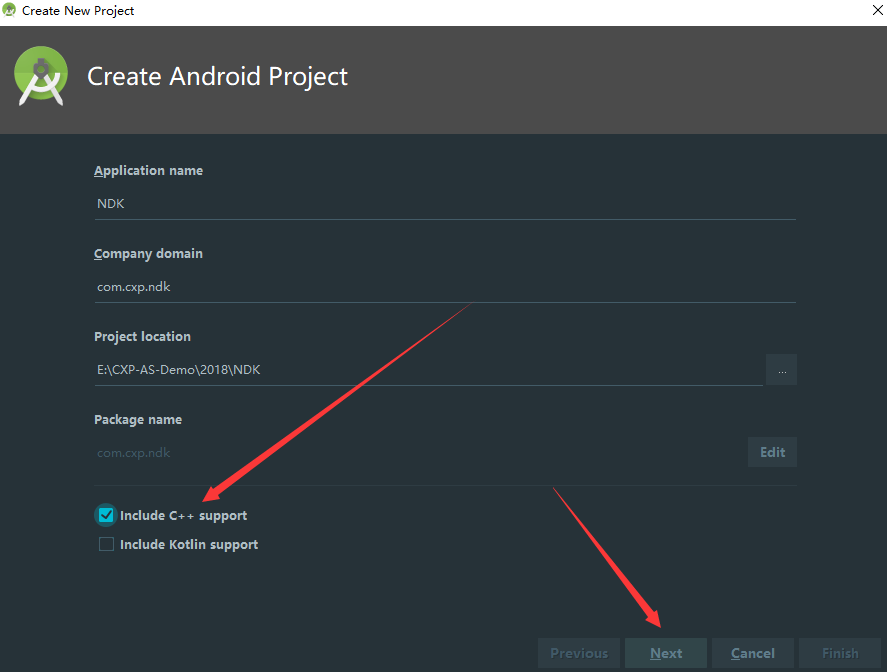 Create New Project
Create Android Project
Application name
NDK
Company domain
com.cxp.ndk
Project location
E:\CXP-AS-Demo\2018\NDK
...
Package name
com.cxp.ndk
Edit
Include C++ support
Include Kotlin support
Previous Next Cancel Finish